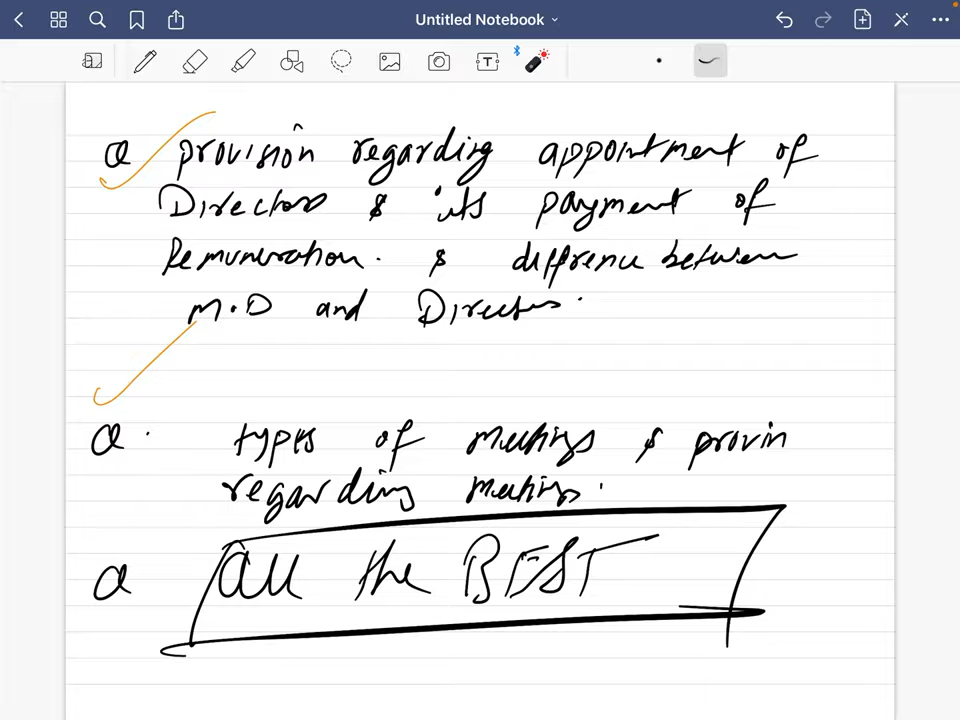 Untitled Notebook
Q provision regarding appointment of
Directors & its payment of
Remuneration. & diffrence between
M.D and Directors.
Q. types of meetings & provin
regarding meetings.
Q All the BEST